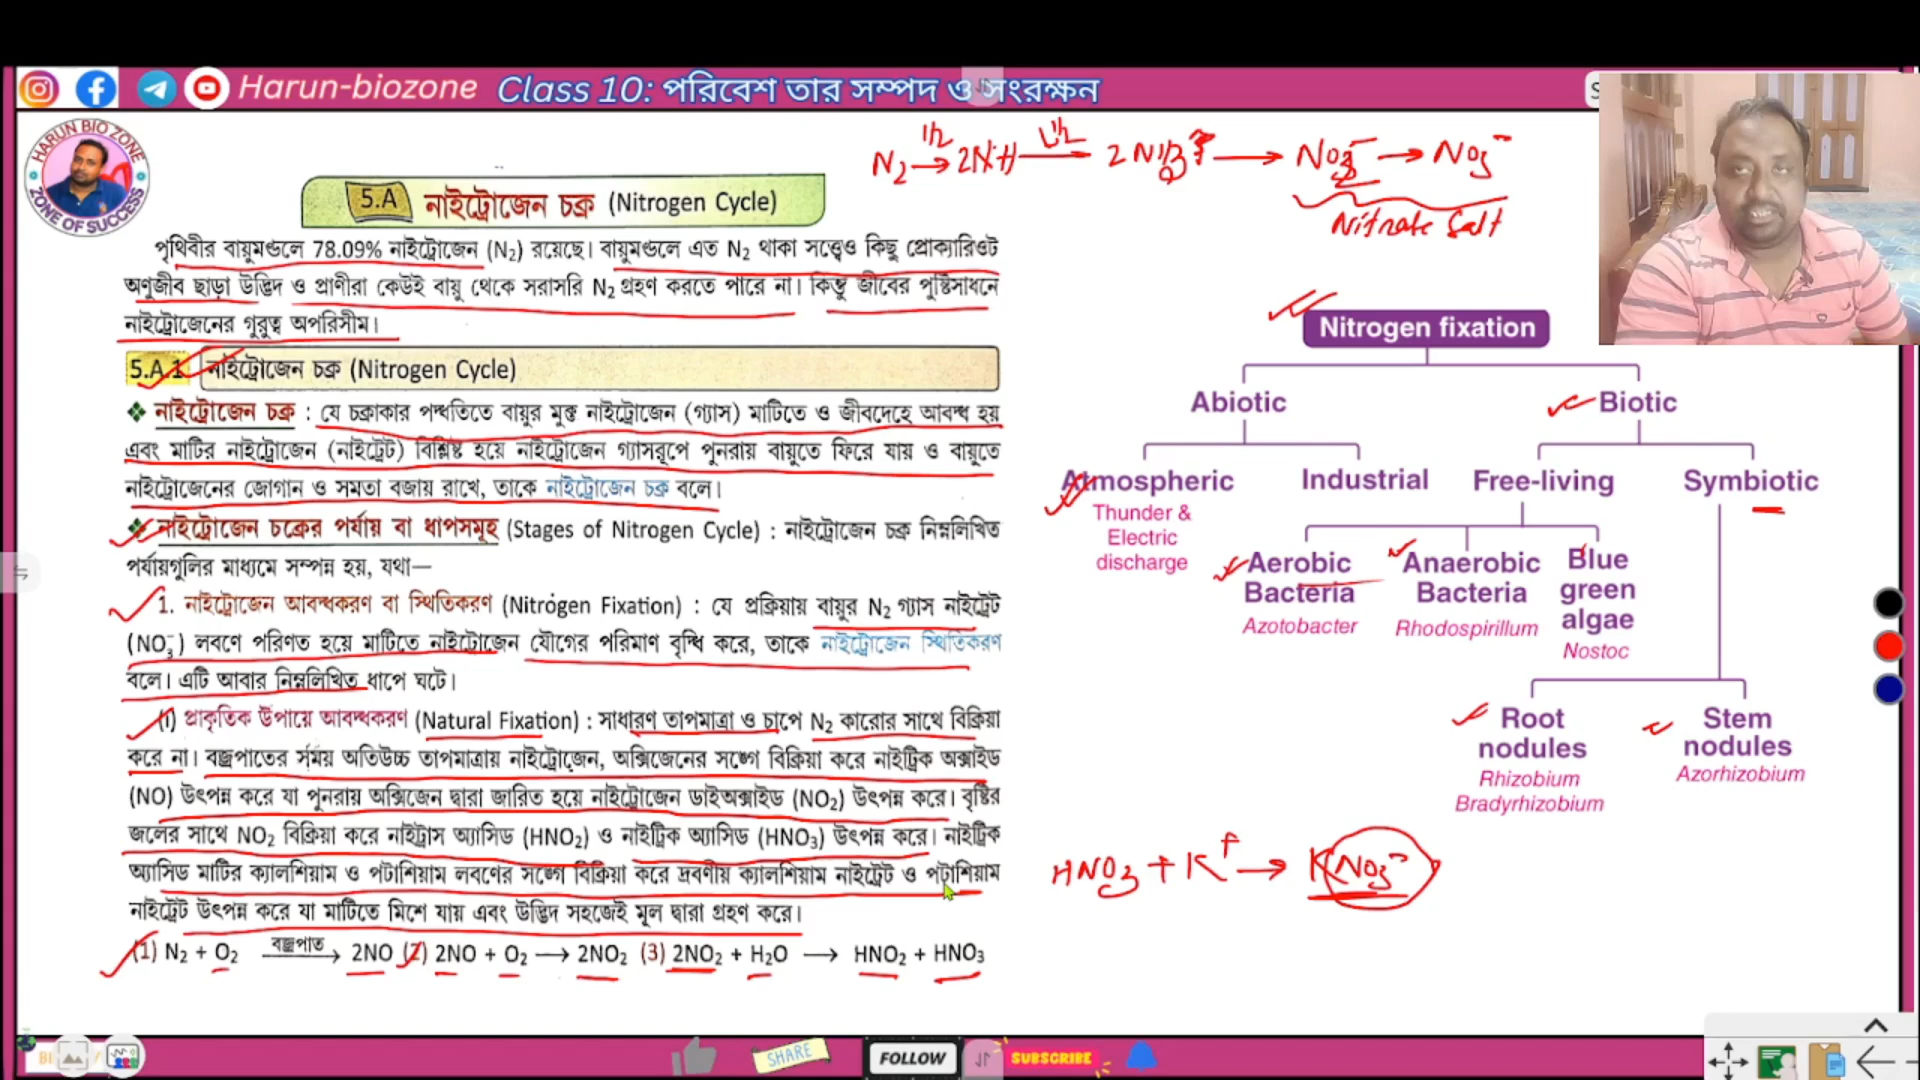 Harun-biozone Class 10: পরিবেশ তার সম্পদ ও সংরক্ষন
HARUN BIO ZONE
ZONE OF SUCCESS
N₂ → 2NH → 2NH₃ → NO₂⁻ → NO₃⁻
Nitrate Salt
5.A নাইট্রোজেন চক্র (Nitrogen Cycle)
পৃথিবীর বায়ুমণ্ডলে 78.09% নাইট্রোজেন (N₂) রয়েছে। বায়ুমণ্ডলে এত N₂ থাকা সত্ত্বেও কিছু প্রোক্যারিওট
অণুজীব ছাড়া উদ্ভিদ ও প্রাণীরা কেউই বায়ু থেকে সরাসরি N₂ গ্রহণ করতে পারে না। কিন্তু জীবের পুষ্টিসাধনে
নাইট্রোজেনের গুরুত্ব অপরিসীম।
5.A.1 নাইট্রোজেন চক্র (Nitrogen Cycle)
❖ নাইট্রোজেন চক্র : যে চক্রাকার পদ্ধতিতে বায়ুর মুক্ত নাইট্রোজেন (গ্যাস) মাটিতে ও জীবদেহে আবদ্ধ হয়
এবং মাটির নাইট্রোজেন (নাইট্রেট) বিশ্লিষ্ট হয়ে নাইট্রোজেন গ্যাসরূপে পুনরায় বায়ুতে ফিরে যায় ও বায়ুতে
নাইট্রোজেনের জোগান ও সমতা বজায় রাখে, তাকে নাইট্রোজেন চক্র বলে।
❖ নাইট্রোজেন চক্রের পর্যায় বা ধাপসমূহ (Stages of Nitrogen Cycle) : নাইট্রোজেন চক্র নিম্নলিখিত
পর্যায়গুলির মাধ্যমে সম্পন্ন হয়, যথা—
1. নাইট্রোজেন আবদ্ধকরণ বা স্থিতিকরণ (Nitrogen Fixation) : যে প্রক্রিয়ায় বায়ুর N₂ গ্যাস নাইট্রেট
(NO₃⁻) লবণে পরিণত হয়ে মাটিতে নাইট্রোজেন যৌগের পরিমাণ বৃদ্ধি করে, তাকে নাইট্রোজেন স্থিতিকরণ
বলে। এটি আবার নিম্নলিখিত ধাপে ঘটে।
(i) প্রাকৃতিক উপায়ে আবদ্ধকরণ (Natural Fixation) : সাধারণ তাপমাত্রা ও চাপে N₂ কারোর সাথে বিক্রিয়া
করে না। বজ্রপাতের সময় অতিউচ্চ তাপমাত্রায় নাইট্রোজেন, অক্সিজেনের সঙ্গে বিক্রিয়া করে নাইট্রিক অক্সাইড
(NO) উৎপন্ন করে যা পুনরায় অক্সিজেন দ্বারা জারিত হয়ে নাইট্রোজেন ডাইঅক্সাইড (NO₂) উৎপন্ন করে। বৃষ্টির
জলের সাথে NO₂ বিক্রিয়া করে নাইট্রাস অ্যাসিড (HNO₂) ও নাইট্রিক অ্যাসিড (HNO₃) উৎপন্ন করে। নাইট্রিক
অ্যাসিড মাটির ক্যালশিয়াম ও পটাশিয়াম লবণের সঙ্গে বিক্রিয়া করে দ্রবণীয় ক্যালশিয়াম নাইট্রেট ও পটাশিয়াম
নাইট্রেট উৎপন্ন করে যা মাটিতে মিশে যায় এবং উদ্ভিদ সহজেই মূল দ্বারা গ্রহণ করে।
(1) N₂ + O₂ বজ্রপাত → 2NO (2) 2NO + O₂ → 2NO₂ (3) 2NO₂ + H₂O → HNO₂ + HNO₃
Nitrogen fixation
Abiotic Biotic
Atmospheric Industrial Free-living Symbiotic
Thunder &
Electric
discharge
Aerobic
Bacteria
Azotobacter
Anaerobic
Bacteria
Rhodospirillum
Blue
green
algae
Nostoc
Root
nodules
Rhizobium
Bradyrhizobium
Stem
nodules
Azorhizobium
HNO₃ + K⁺ → KNO₃⁻
SHARE FOLLOW SUBSCRIBE